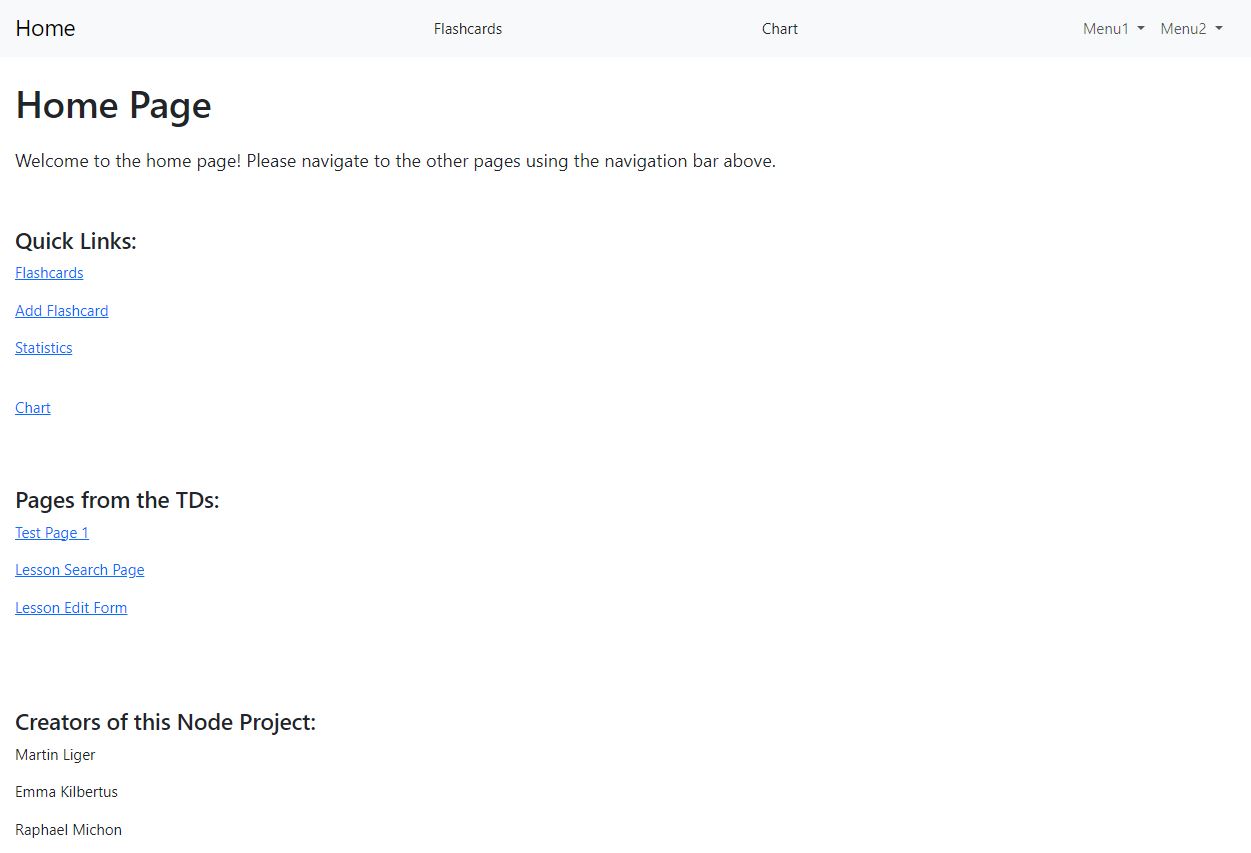 Home Flashcards Chart Menu1 Menu2
Home Page
Welcome to the home page! Please navigate to the other pages using the navigation bar above.
Quick Links:
Flashcards
Add Flashcard
Statistics
Chart
Pages from the TDs:
Test Page 1
Lesson Search Page
Lesson Edit Form
Creators of this Node Project:
Martin Liger
Emma Kilbertus
Raphael Michon